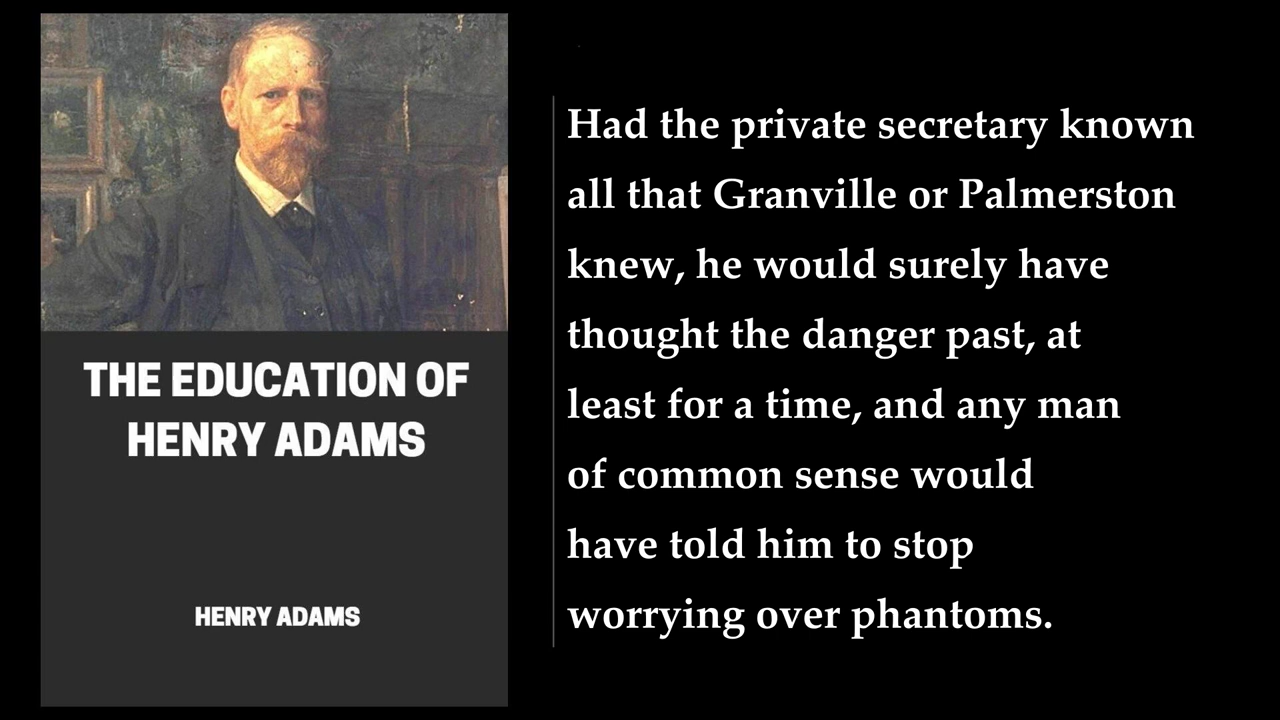 THE EDUCATION OF
HENRY ADAMS
HENRY ADAMS
Had the private secretary known
all that Granville or Palmerston
knew, he would surely have
thought the danger past, at
least for a time, and any man
of common sense would
have told him to stop
worrying over phantoms.